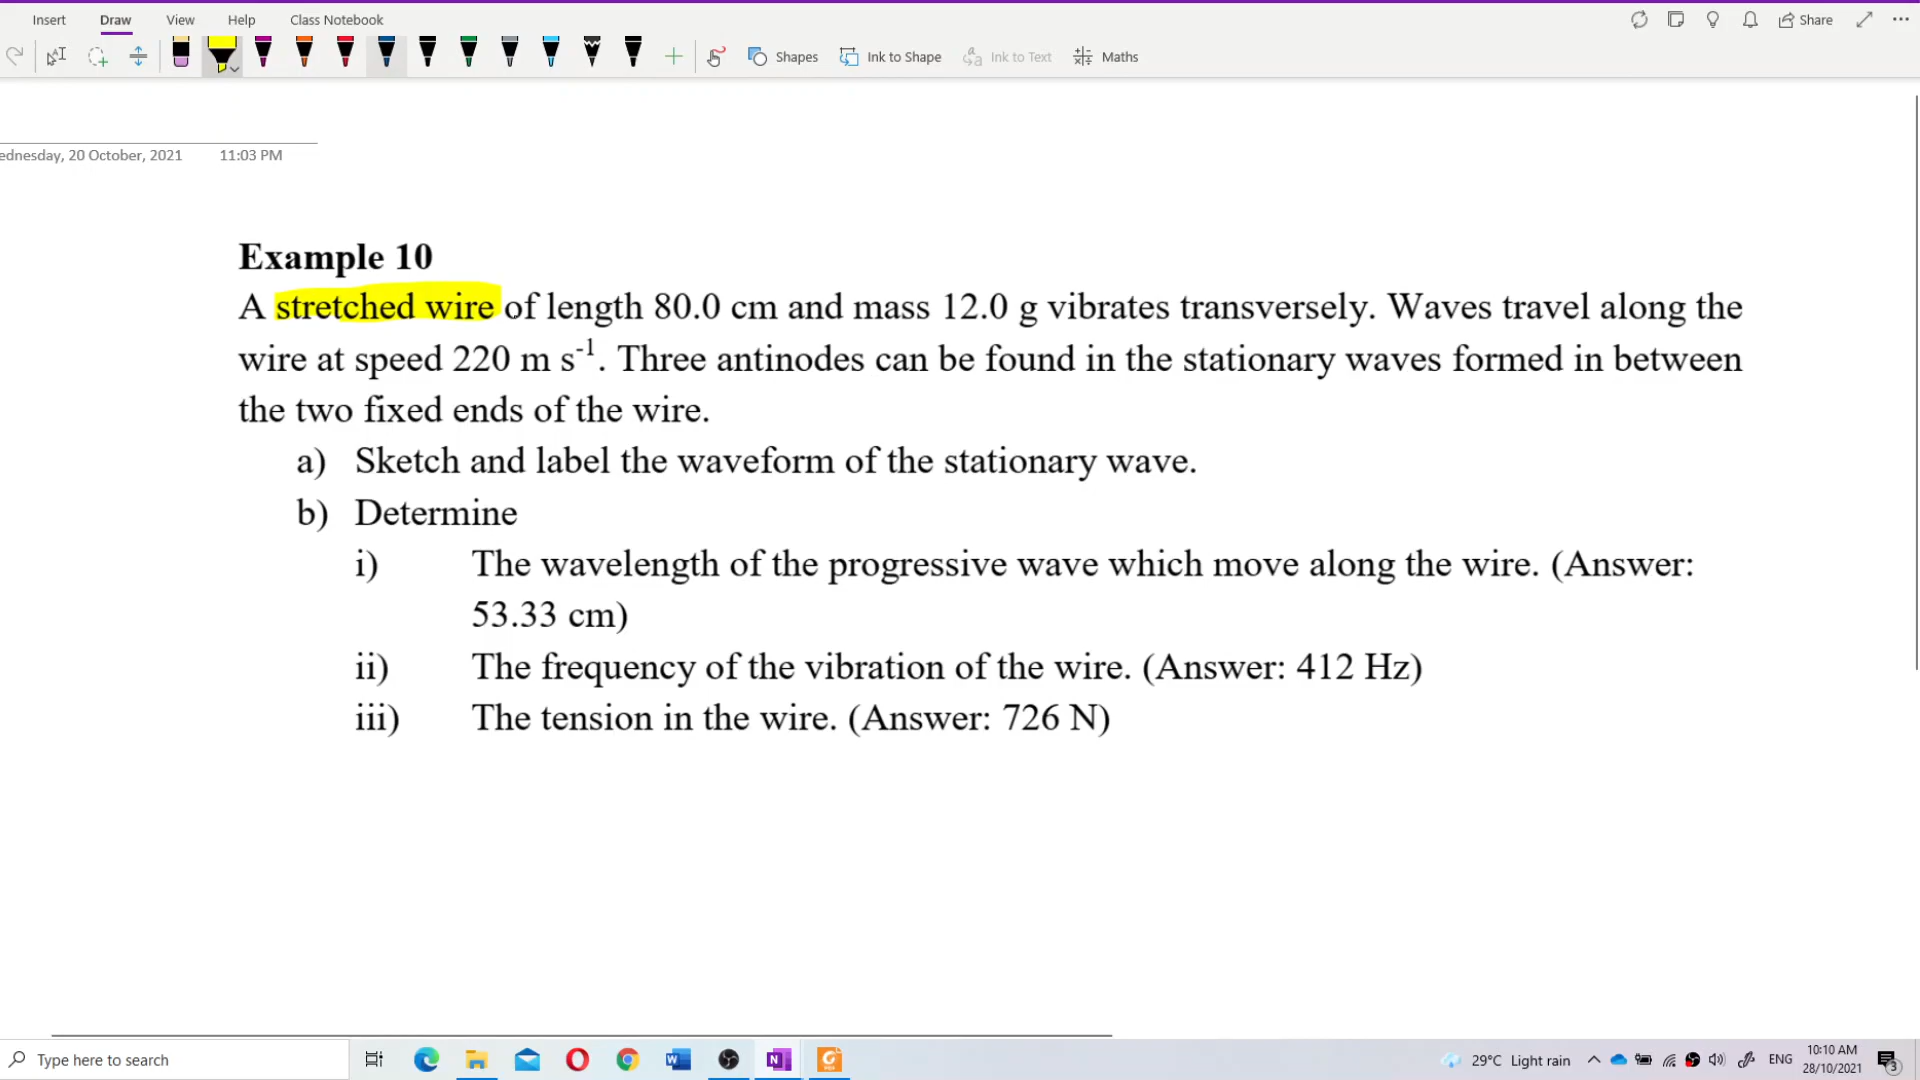 Insert Draw View Help Class Notebook Share
Shapes Ink to Shape Ink to Text Maths
ednesday, 20 October, 2021 11:03 PM
Example 10
A stretched wire of length 80.0 cm and mass 12.0 g vibrates transversely. Waves travel along the
wire at speed 220 m s⁻¹. Three antinodes can be found in the stationary waves formed in between
the two fixed ends of the wire.
a) Sketch and label the waveform of the stationary wave.
b) Determine
i) The wavelength of the progressive wave which move along the wire. (Answer:
53.33 cm)
ii) The frequency of the vibration of the wire. (Answer: 412 Hz)
iii) The tension in the wire. (Answer: 726 N)
Type here to search 29°C Light rain ENG 10:10 AM
28/10/2021 3